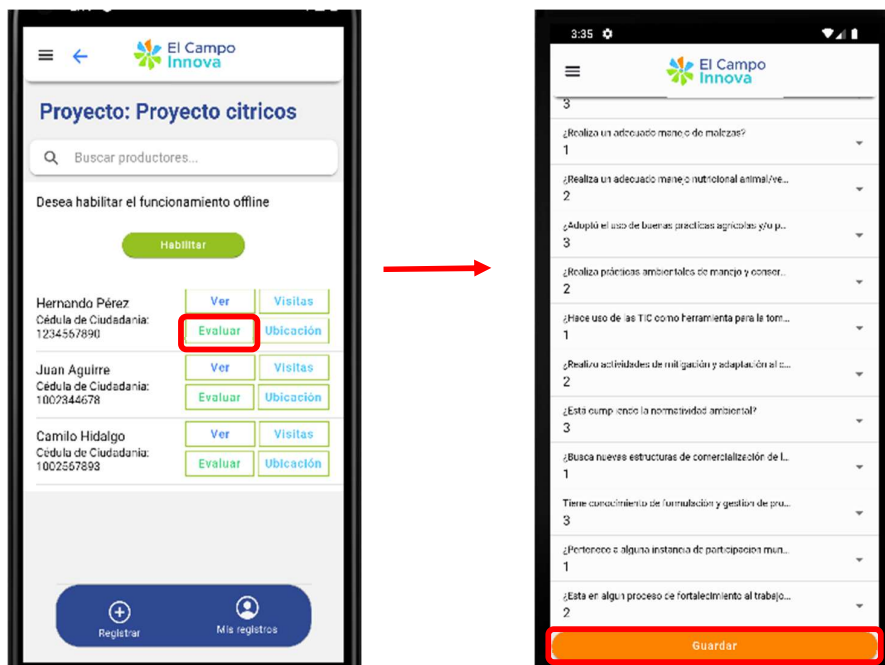 El Campo
Innova
Proyecto: Proyecto citricos
Buscar productores...
Desea habilitar el funcionamiento offline
Habilitar
Hernando Pérez
Cédula de Ciudadania:
1234567890
Ver
Visitas
Evaluar
Ubicación
Juan Aguirre
Cédula de Ciudadania:
1002344678
Ver
Visitas
Evaluar
Ubicación
Camilo Hidalgo
Cédula de Ciudadania:
1002567893
Ver
Visitas
Evaluar
Ubicación
Registrar
Mis registros
3:35
El Campo
Innova
3
¿Realiza un adecuado manejo de malezas?
1
¿Realiza un adecuado manejo nutricional animal/ve...
2
¿Adoptó el uso de buenas practicas agrícolas y/u p...
3
¿Realiza prácticas ambientales de manejo y conser...
2
¿Hace uso de las TIC como herramienta para la tom...
1
¿Realiza actividades de mitigación y adaptación al c...
2
¿Está cumpliendo la normatividad ambiental?
3
¿Busca nuevas estructuras de comercialización de l...
1
Tiene conocimiento de formulación y gestión de pro...
3
¿Pertenece a alguna instancia de participacion mun...
1
¿Esta en algun proceso de fortalecimiento al trabajo...
2
Guardar